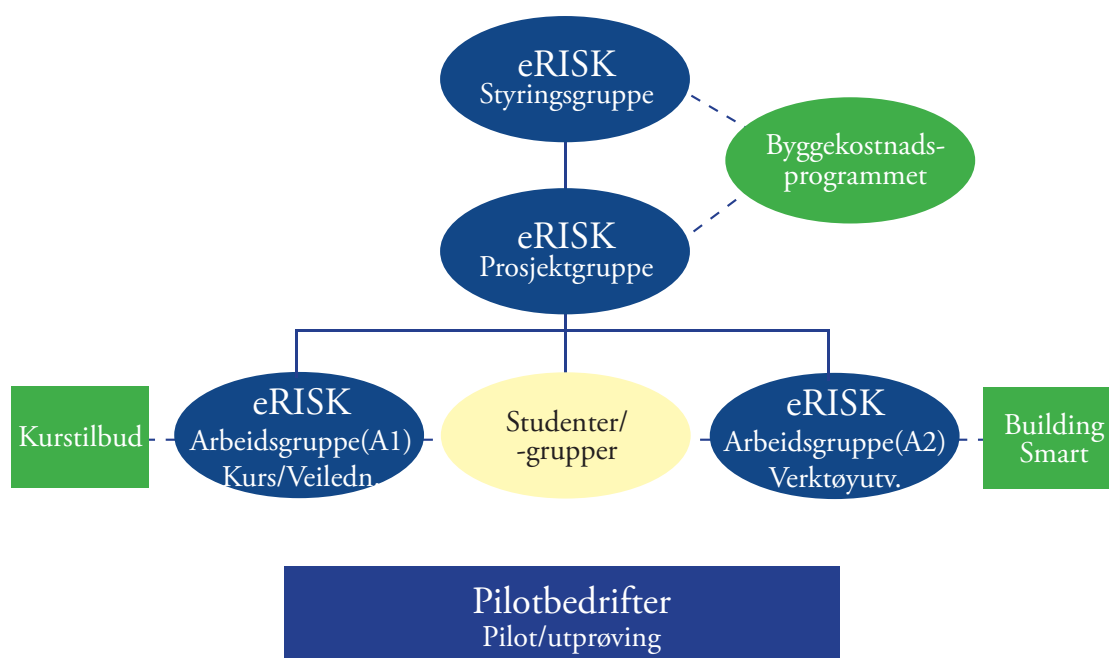 eRISK
Styringsgruppe
Byggekostnads-
programmet
eRISK
Prosjektgruppe
Kurstilbud
eRISK
Arbeidsgruppe(A1)
Kurs/Veiledn.
Studenter/
-grupper
eRISK
Arbeidsgruppe(A2)
Verktøyutv.
Building
Smart
Pilotbedrifter
Pilot/utprøving